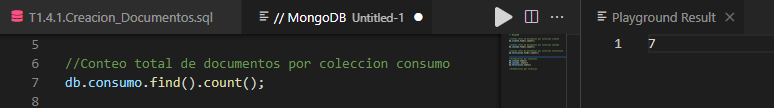 T1.4.1.Creacion_Documentos.sql
// MongoDB Untitled-1
Playground Result
5
6 //Conteo total de documentos por coleccion consumo
7 db.consumo.find().count();
8
1 7